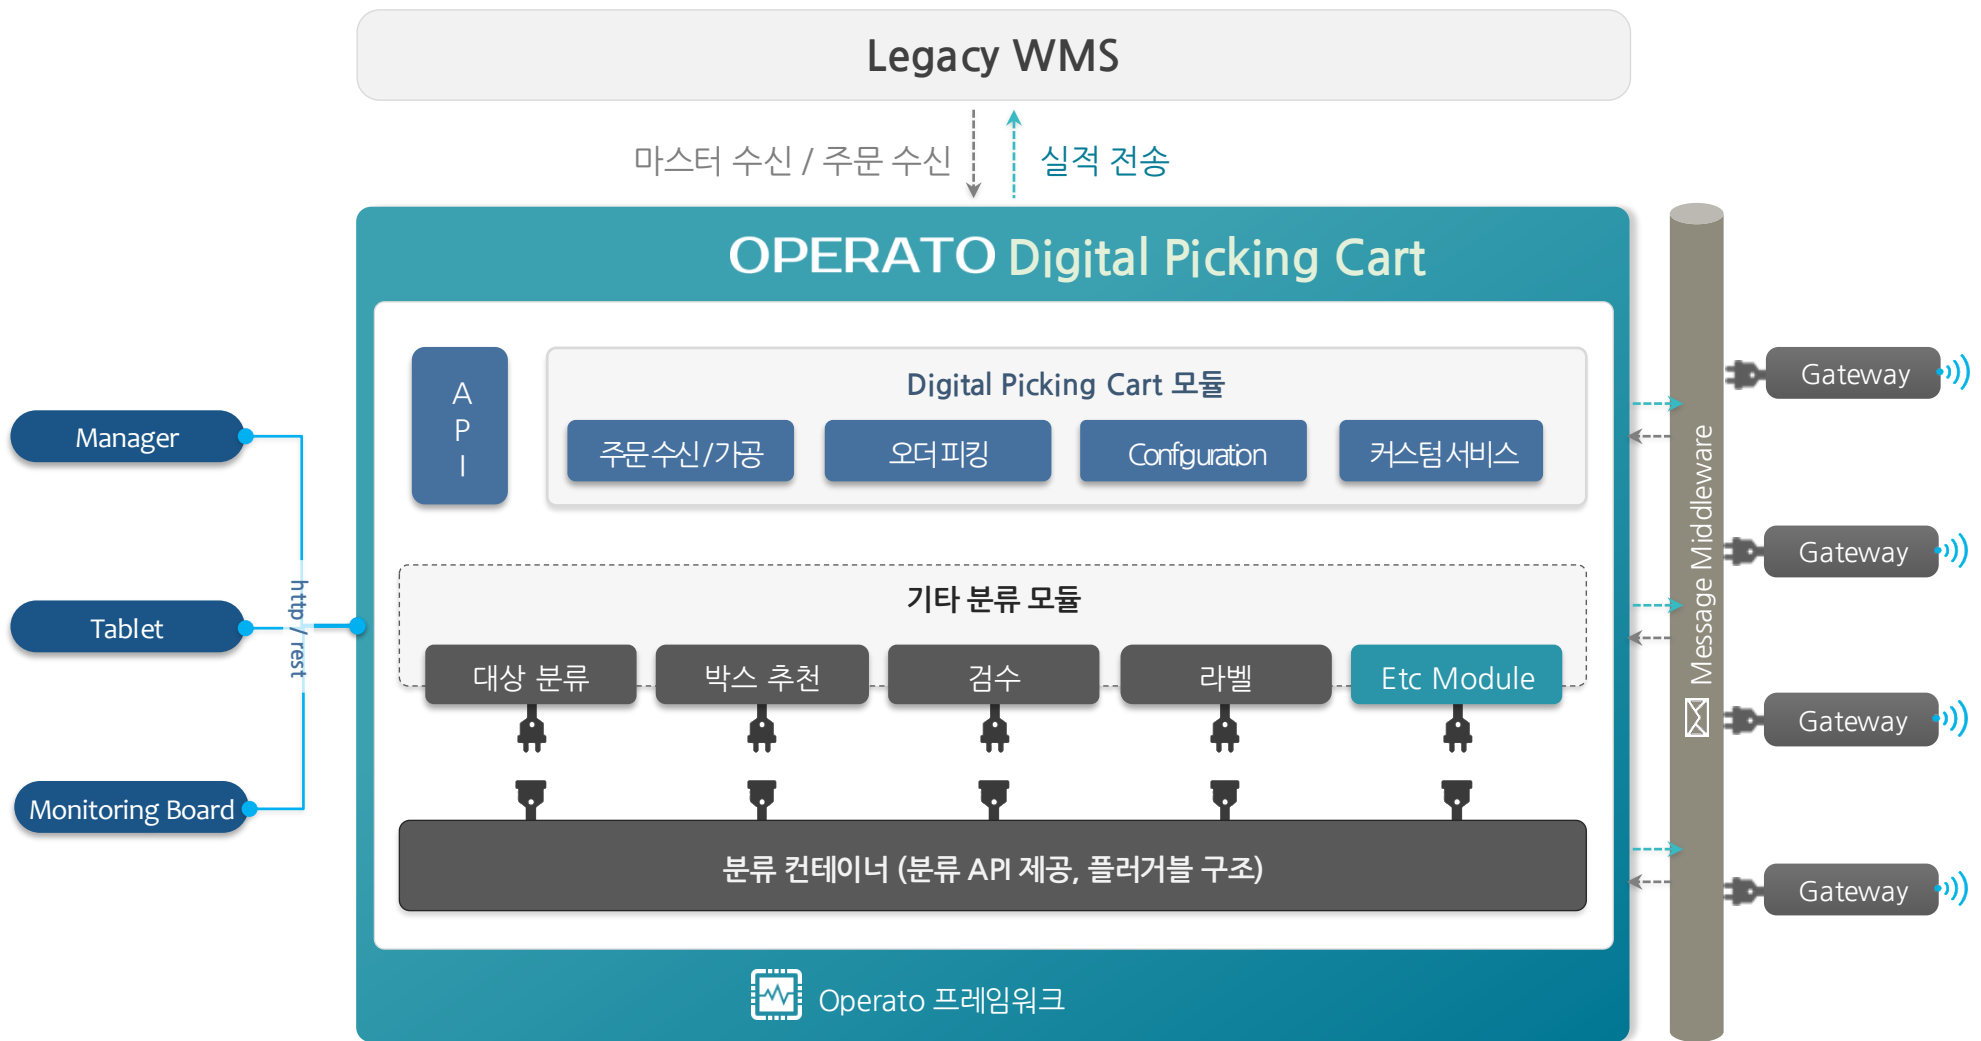 Legacy WMS
마스터 수신 / 주문 수신
실적 전송
OPERATO Digital Picking Cart
API
Digital Picking Cart 모듈
주문 수신 / 가공
오더 피킹
Configuration
커스텀 서비스
Manager
Tablet
Monitoring Board
http / rest
기타 분류 모듈
대상 분류
박스 추천
검수
라벨
Etc Module
분류 컨테이너 (분류 API 제공, 플러거블 구조)
Operato 프레임워크
Message Middleware
Gateway
Gateway
Gateway
Gateway